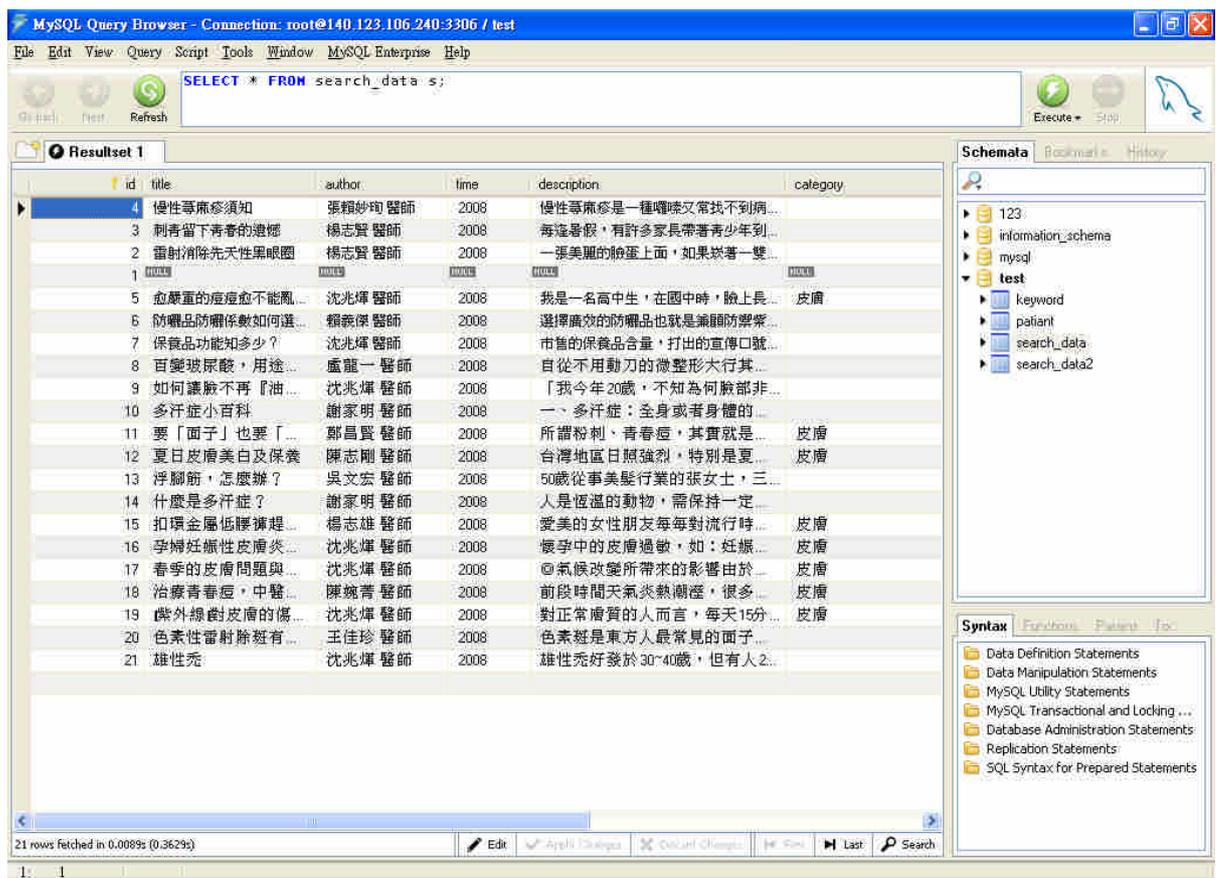 MySQL Query Browser - Connection: root@140.123.106.240:3306 / test
File Edit View Query Script Tools Window MySQL Enterprise Help
SELECT * FROM search_data s;
Go back Next Refresh Execute Stop
Resultset 1
id title author time description category
4 慢性蕁麻疹須知 張賴妙珣 醫師 2008 慢性蕁麻疹是一種囉嗦又常找不到病...
3 刺青留下青春的遺憾 楊志賢 醫師 2008 每逢暑假,有許多家長帶著青少年到...
2 雷射消除先天性黑眼圈 楊志賢 醫師 2008 一張美麗的臉蛋上面,如果崁著一雙...
1 NULL NULL NULL NULL NULL
5 愈嚴重的痘痘愈不能亂... 沈兆煇 醫師 2008 我是一名高中生,在國中時,臉上長... 皮膚
6 防曬品防曬係數如何選... 賴義傑 醫師 2008 選擇廣效的防曬品也就是兼顧防禦紫...
7 保養品功能知多少? 沈兆煇 醫師 2008 市售的保養品含量,打出的宣傳口號...
8 百變玻尿酸,用途... 盧龍一 醫師 2008 自從不用動刀的微整形大行其...
9 如何讓臉不再『油... 沈兆煇 醫師 2008 「我今年20歲,不知為何臉部非...
10 多汗症小百科 謝家明 醫師 2008 一、多汗症:全身或者身體的...
11 要「面子」也要「... 鄭昌賢 醫師 2008 所謂粉刺、青春痘,其實就是... 皮膚
12 夏日皮膚美白及保養 陳志剛 醫師 2008 台灣地區日照強烈,特別是夏... 皮膚
13 浮腳筋,怎麼辦? 吳文宏 醫師 2008 50歲從事美髮行業的張女士,三...
14 什麼是多汗症? 謝家明 醫師 2008 人是恆溫的動物,需保持一定...
15 扣環金屬低腰褲趕... 楊志雄 醫師 2008 愛美的女性朋友每每對流行時... 皮膚
16 孕婦妊娠性皮膚炎... 沈兆煇 醫師 2008 懷孕中的皮膚過敏,如:妊娠... 皮膚
17 春季的皮膚問題與... 沈兆煇 醫師 2008 ◎氣候改變所帶來的影響由於... 皮膚
18 治療青春痘,中醫... 陳婉菁 醫師 2008 前段時間天氣炎熱潮溼,很多... 皮膚
19 紫外線對皮膚的傷... 沈兆煇 醫師 2008 對正常膚質的人而言,每天15分... 皮膚
20 色素性雷射除斑有... 王佳珍 醫師 2008 色素斑是東方人最常見的面子...
21 雄性禿 沈兆煇 醫師 2008 雄性禿好發於30~40歲,但有人2...
21 rows fetched in 0.0089s (0.3629s) Edit Apply Changes Discard Changes First Last Search
1: 1
Schemata Bookmarks History
123
information_schema
mysql
test
keyword
patiant
search_data
search_data2
Syntax Functions
Data Definition Statements
Data Manipulation Statements
MySQL Utility Statements
MySQL Transactional and Locking ...
Database Administration Statements
Replication Statements
SQL Syntax for Prepared Statements